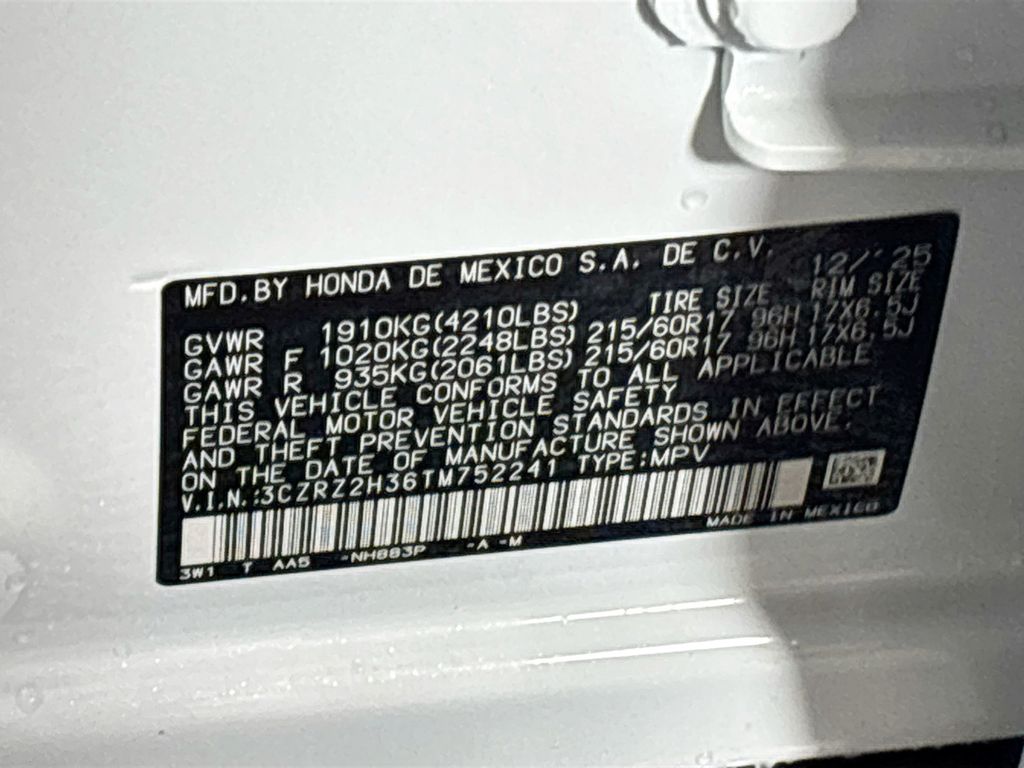 MFD.BY HONDA DE MEXICO S.A. DE C.V. 12/'25
TIRE SIZE RIM SIZE
GVWR 1910KG(4210LBS)
GAWR F 1020KG(2248LBS) 215/60R17 96H 17X6.5J
GAWR R 935KG(2061LBS) 215/60R17 96H 17X6.5J
THIS VEHICLE CONFORMS TO ALL APPLICABLE
FEDERAL MOTOR VEHICLE SAFETY
AND THEFT PREVENTION STANDARDS IN EFFECT
ON THE DATE OF MANUFACTURE SHOWN ABOVE.
V.I.N.:3CZRZ2H36TM752241 TYPE:MPV
MADE IN MEXICO
3W1 T AA5 -NH883P -A -M